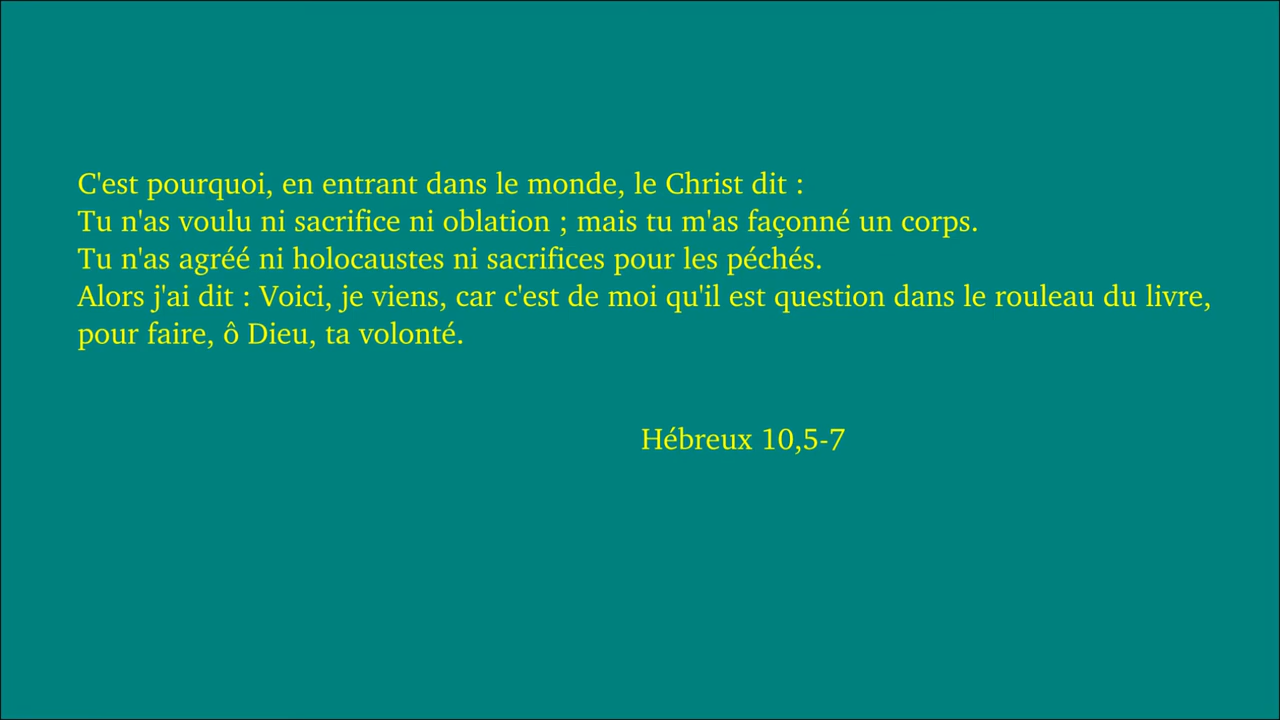 C'est pourquoi, en entrant dans le monde, le Christ dit :
Tu n'as voulu ni sacrifice ni oblation ; mais tu m'as façonné un corps.
Tu n'as agréé ni holocaustes ni sacrifices pour les péchés.
Alors j'ai dit : Voici, je viens, car c'est de moi qu'il est question dans le rouleau du livre,
pour faire, ô Dieu, ta volonté.
Hébreux 10,5-7